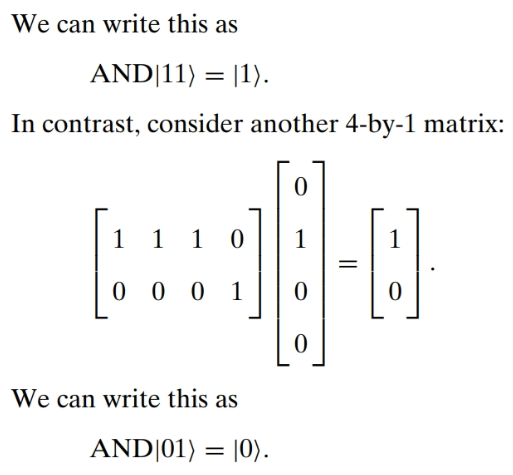 We can write this as
AND|11⟩ = |1⟩.
In contrast, consider another 4-by-1 matrix:
0
1 1 1 0 1 1
= .
0 0 0 1 0 0
0
We can write this as
AND|01⟩ = |0⟩.